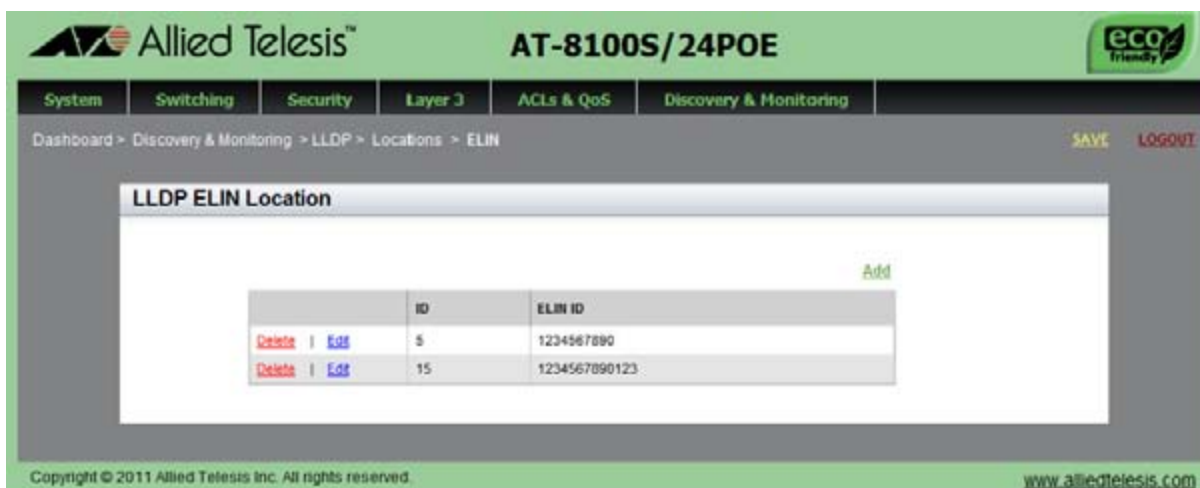 Allied Telesis™ AT-8100S/24POE eco friendly
System Switching Security Layer 3 ACLs & QoS Discovery & Monitoring
Dashboard > Discovery & Monitoring > LLDP > Locations > ELIN SAVE LOGOUT
LLDP ELIN Location
Add
ID ELIN ID
Delete | Edit 5 1234567890
Delete | Edit 15 1234567890123
Copyright © 2011 Allied Telesis Inc. All rights reserved. www.alliedtelesis.com